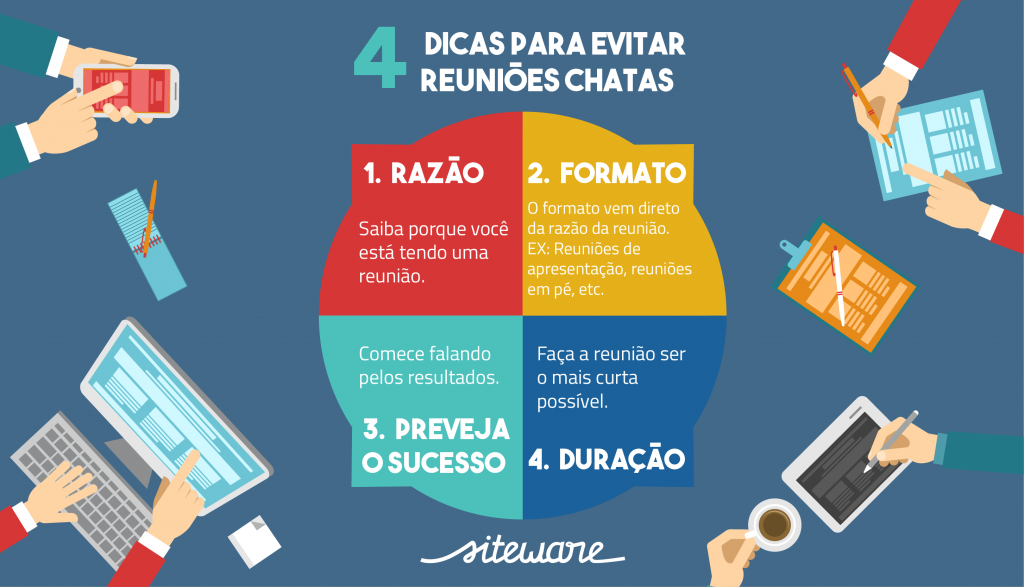 4 DICAS PARA EVITAR
REUNIÕES CHATAS
1. RAZÃO
Saiba porque você
está tendo uma
reunião.
2. FORMATO
O formato vem direto
da razão da reunião.
EX: Reuniões de
apresentação, reuniões
em pé, etc.
Comece falando
pelos resultados.
3. PREVEJA
O SUCESSO
Faça a reunião ser
o mais curta
possível.
4. DURAÇÃO
siteware